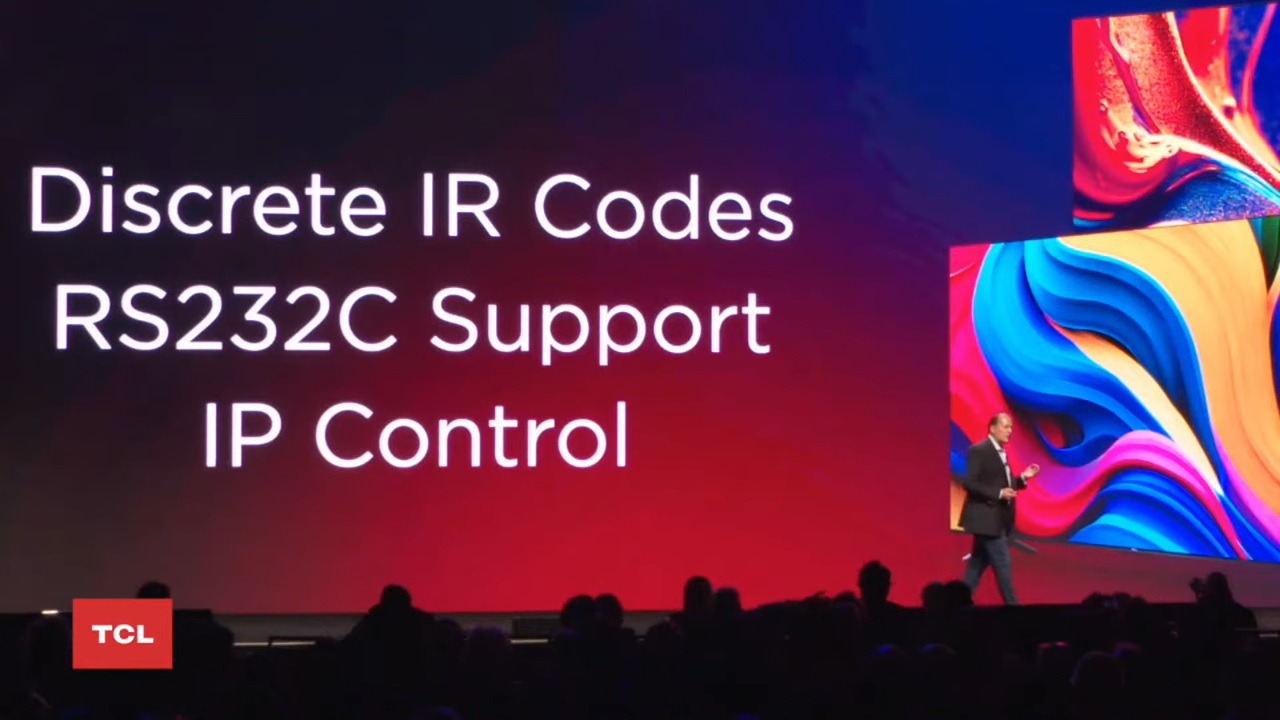 Discrete IR Codes
RS232C Support
IP Control
TCL